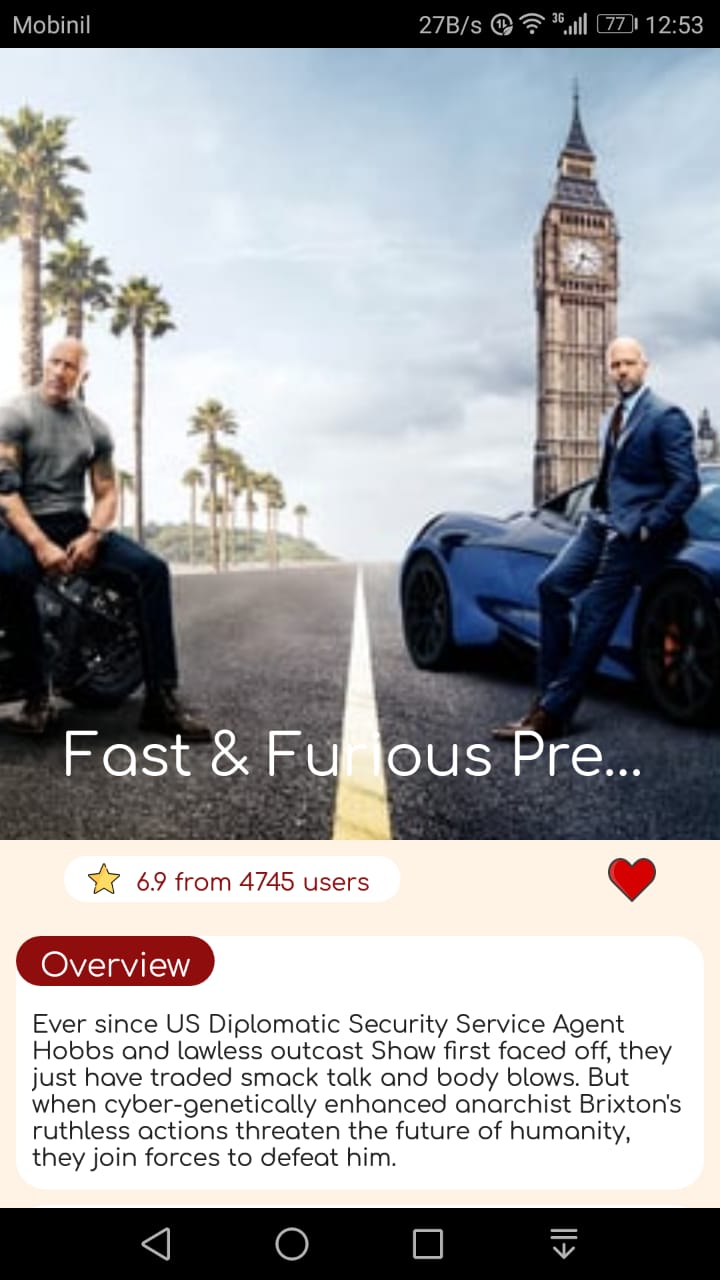 Mobinil 27B/s 3G 77 12:53
Fast & Furious Pre...
6.9 from 4745 users
Overview
Ever since US Diplomatic Security Service Agent
Hobbs and lawless outcast Shaw first faced off, they
just have traded smack talk and body blows. But
when cyber-genetically enhanced anarchist Brixton's
ruthless actions threaten the future of humanity,
they join forces to defeat him.